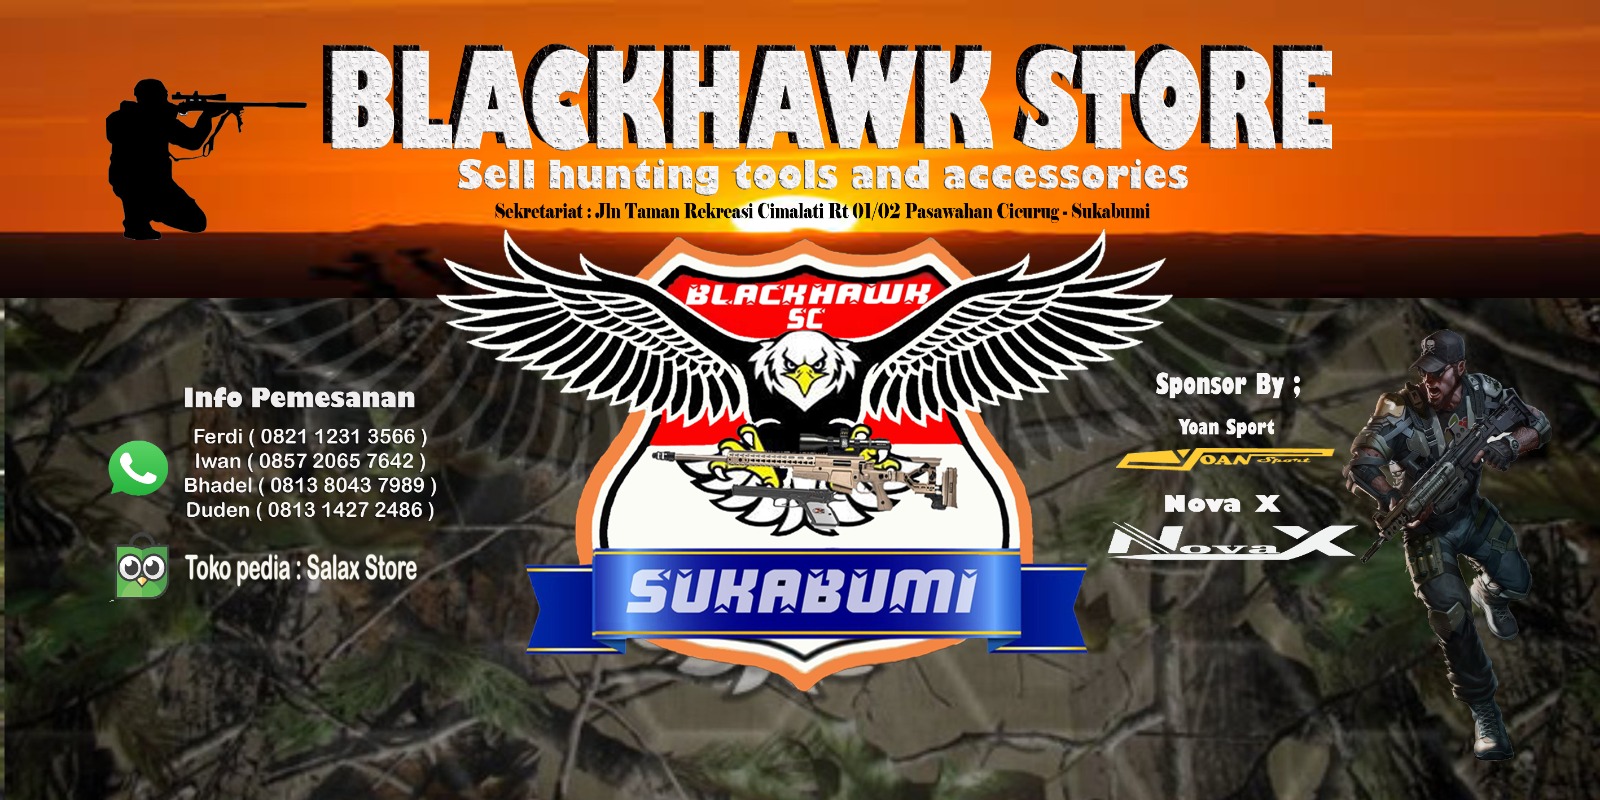 BLACKHAWK STORE
Sell hunting tools and accessories
Sekretariat : Jln Taman Rekreasi Cimalati Rt 01/02 Pasawahan Cicurug - Sukabumi
BLACKHAWK
SC
SUKABUMI
Info Pemesanan
Ferdi ( 0821 1231 3566 )
Iwan ( 0857 2065 7642 )
Bhadel ( 0813 8043 7989 )
Duden ( 0813 1427 2486 )
Toko pedia : Salax Store
Sponsor By ;
Yoan Sport
YOAN Sport
Nova X
Nova X